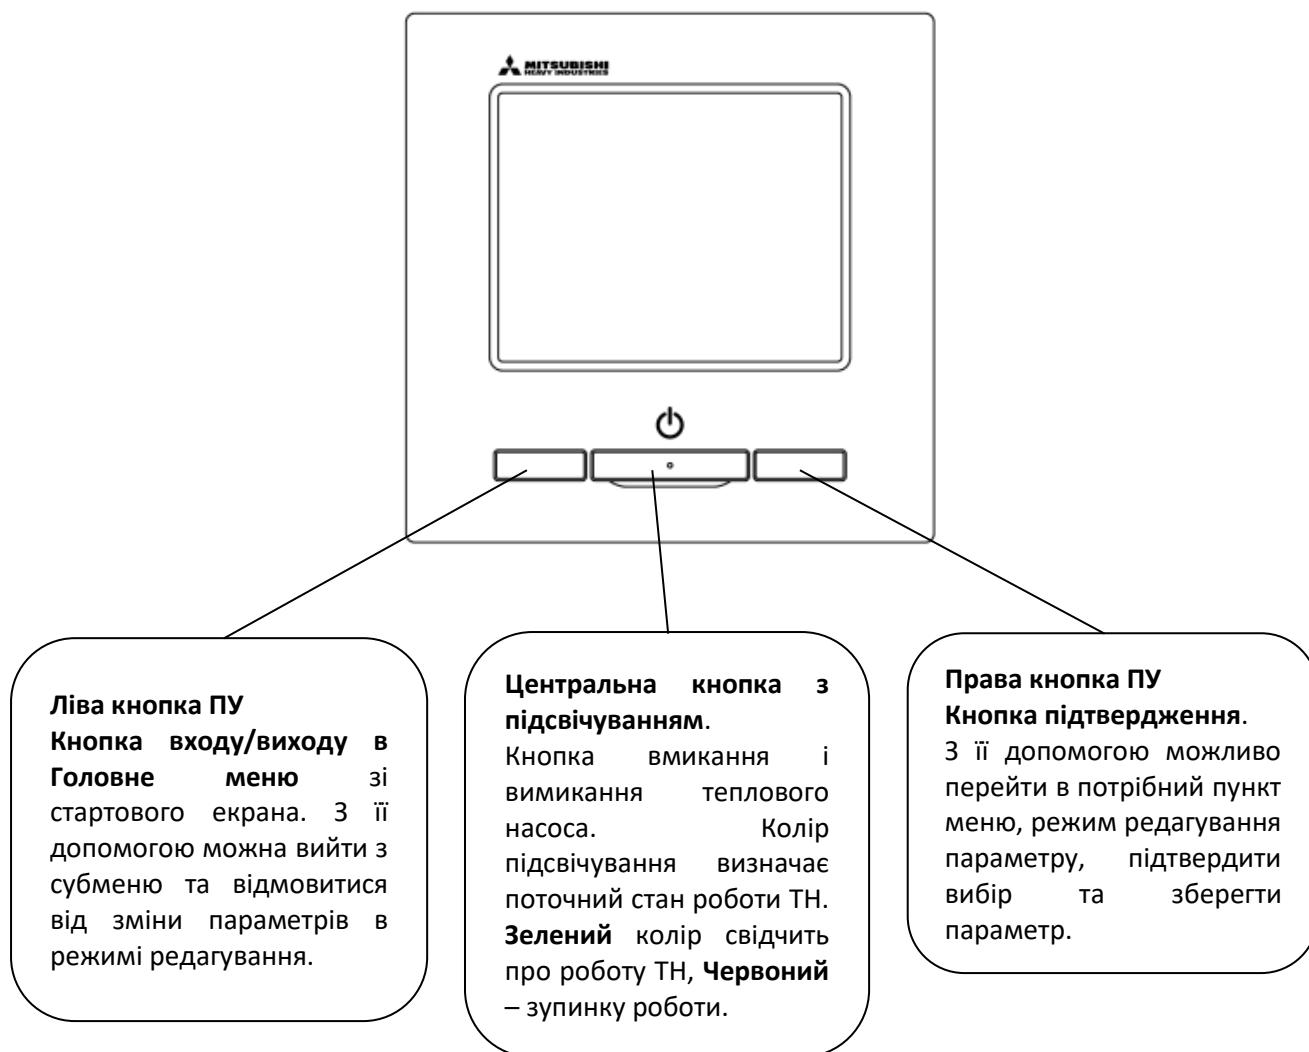 MITSUBISHI
HEAVY INDUSTRIES
Ліва кнопка ПУ
Кнопка входу/виходу в
Головне меню зі
стартового екрана. З її
допомогою можна вийти з
субменю та відмовитися
від зміни параметрів в
режимі редагування.
Центральна кнопка з
підсвічуванням.
Кнопка вмикання і
вимикання теплового
насоса. Колір
підсвічування визначає
поточний стан роботи ТН.
Зелений колір свідчить
про роботу ТН, Червоний
– зупинку роботи.
Права кнопка ПУ
Кнопка підтвердження.
З її допомогою можливо
перейти в потрібний пункт
меню, режим редагування
параметру, підтвердити
вибір та зберегти
параметр.